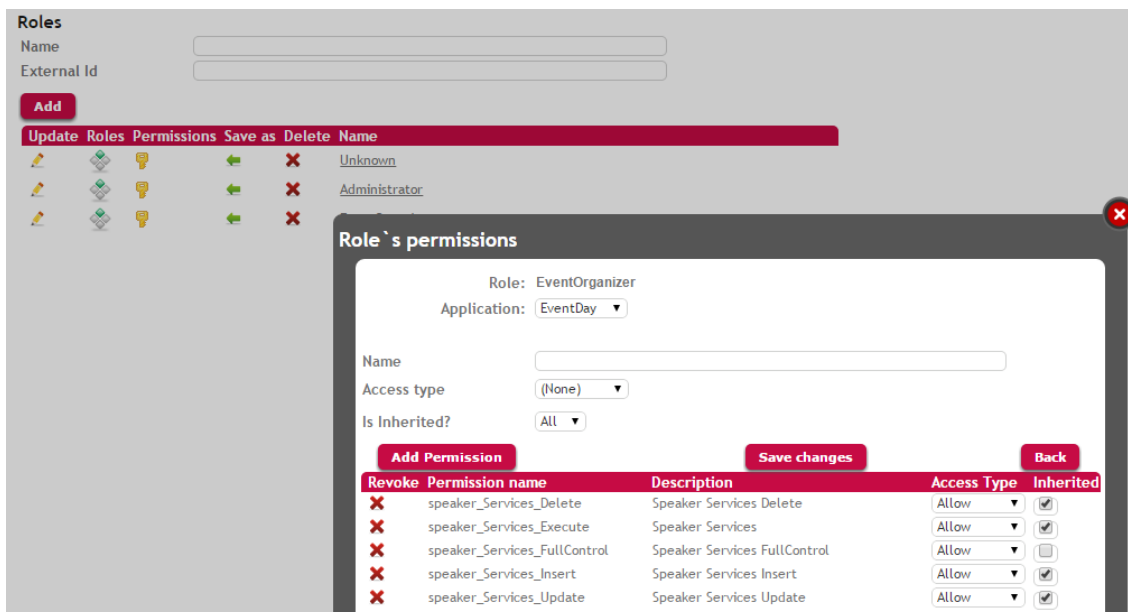 Roles
Name
External Id
Add
Update Roles Permissions Save as Delete Name
Unknown
Administrator
Role`s permissions
Role: EventOrganizer
Application: EventDay
Name
Access type (None)
Is Inherited? All
Add Permission Save changes Back
Revoke Permission name Description Access Type Inherited
speaker_Services_Delete Speaker Services Delete Allow
speaker_Services_Execute Speaker Services Allow
speaker_Services_FullControl Speaker Services FullControl Allow
speaker_Services_Insert Speaker Services Insert Allow
speaker_Services_Update Speaker Services Update Allow